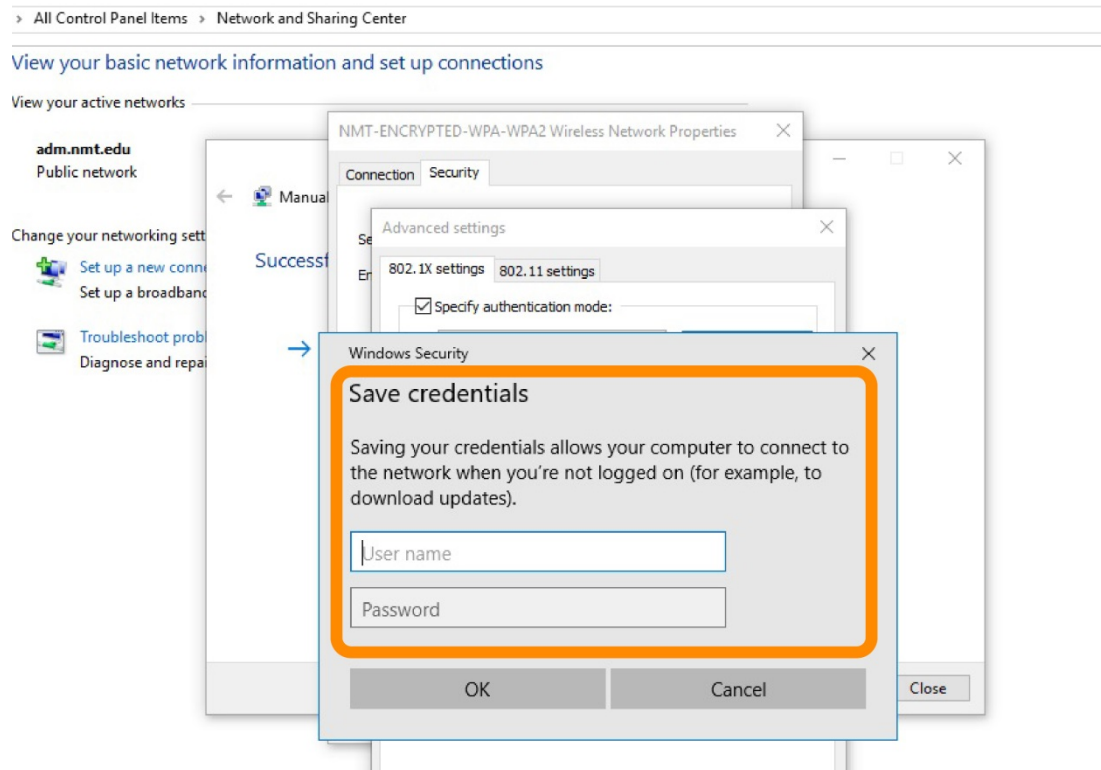 > All Control Panel Items > Network and Sharing Center
View your basic network information and set up connections
View your active networks
adm.nmt.edu
Public network
Change your networking sett
Set up a new conne
Set up a broadband
Troubleshoot probl
Diagnose and repai
Manual
Successf
NMT-ENCRYPTED-WPA-WPA2 Wireless Network Properties
Connection Security
Se
En
Advanced settings
802.1X settings 802.11 settings
Specify authentication mode:
Windows Security
Save credentials
Saving your credentials allows your computer to connect to
the network when you're not logged on (for example, to
download updates).
User name
Password
OK Cancel
Close